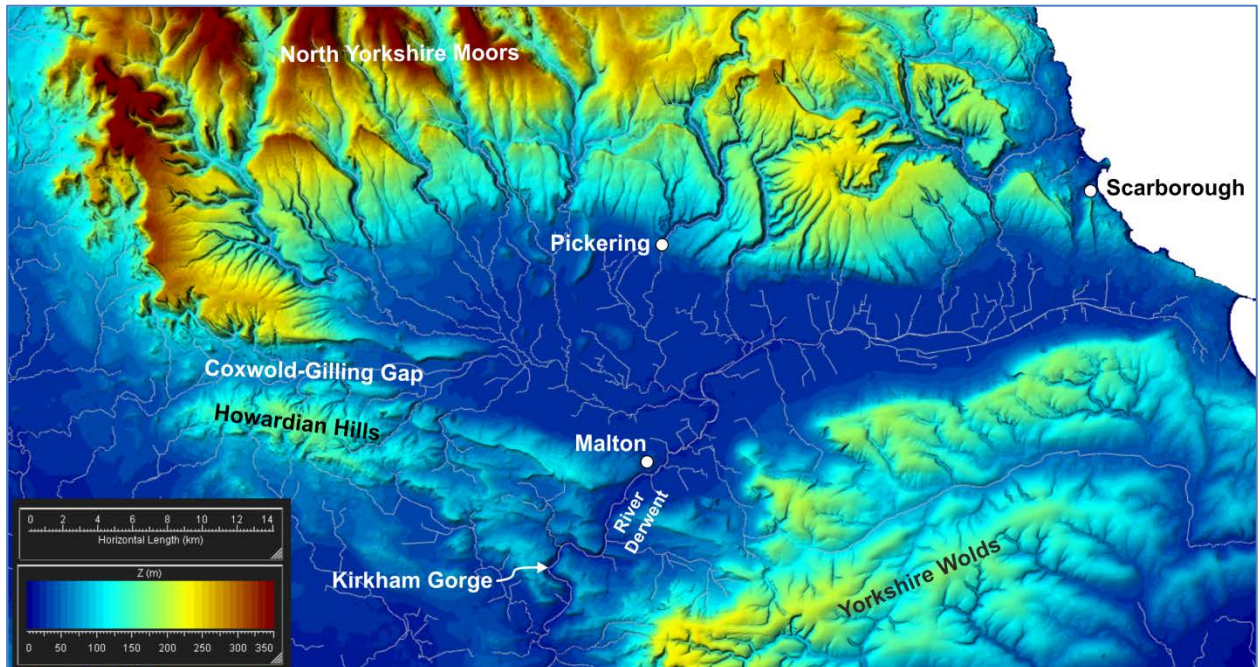 North Yorkshire Moors
Scarborough
Pickering
Coxwold-Gilling Gap
Howardian Hills
Malton
River
Derwent
Kirkham Gorge
Yorkshire Wolds
0 2 4 6 8 10 12 14
Horizontal Length (km)
Z (m)
0 50 100 150 200 250 300 350